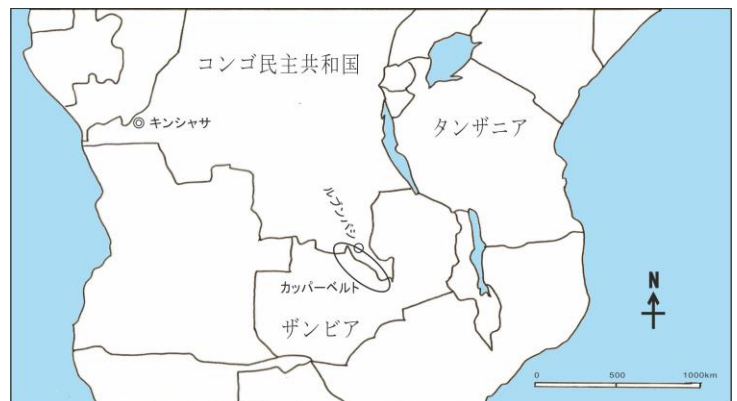 コンゴ民主共和国
◎ キンシャサ
タンザニア
ルブンバシ
カッパーベルト
ザンビア
N
0 500 1000km